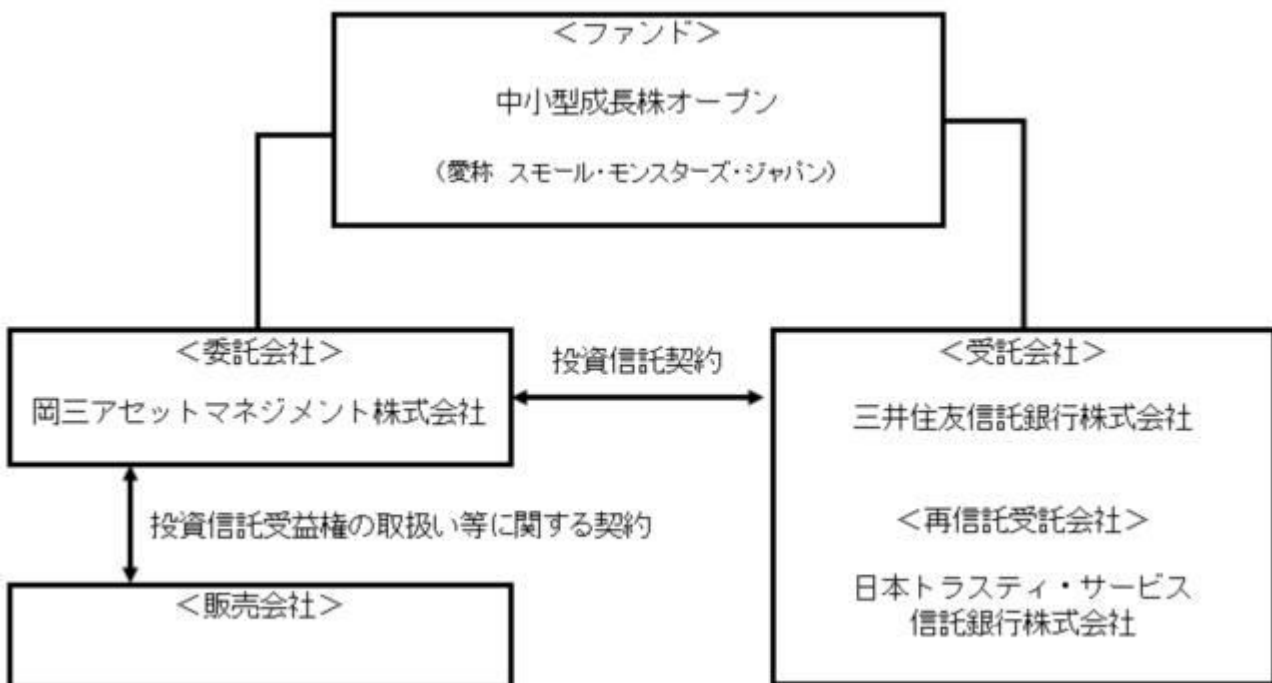 ＜ファンド＞
中小型成長株オープン
（愛称 スモール・モンスターズ・ジャパン）
＜委託会社＞
岡三アセットマネジメント株式会社
投資信託契約
＜受託会社＞
三井住友信託銀行株式会社
＜再信託受託会社＞
日本トラスティ・サービス
信託銀行株式会社
投資信託受益権の取扱い等に関する契約
＜販売会社＞